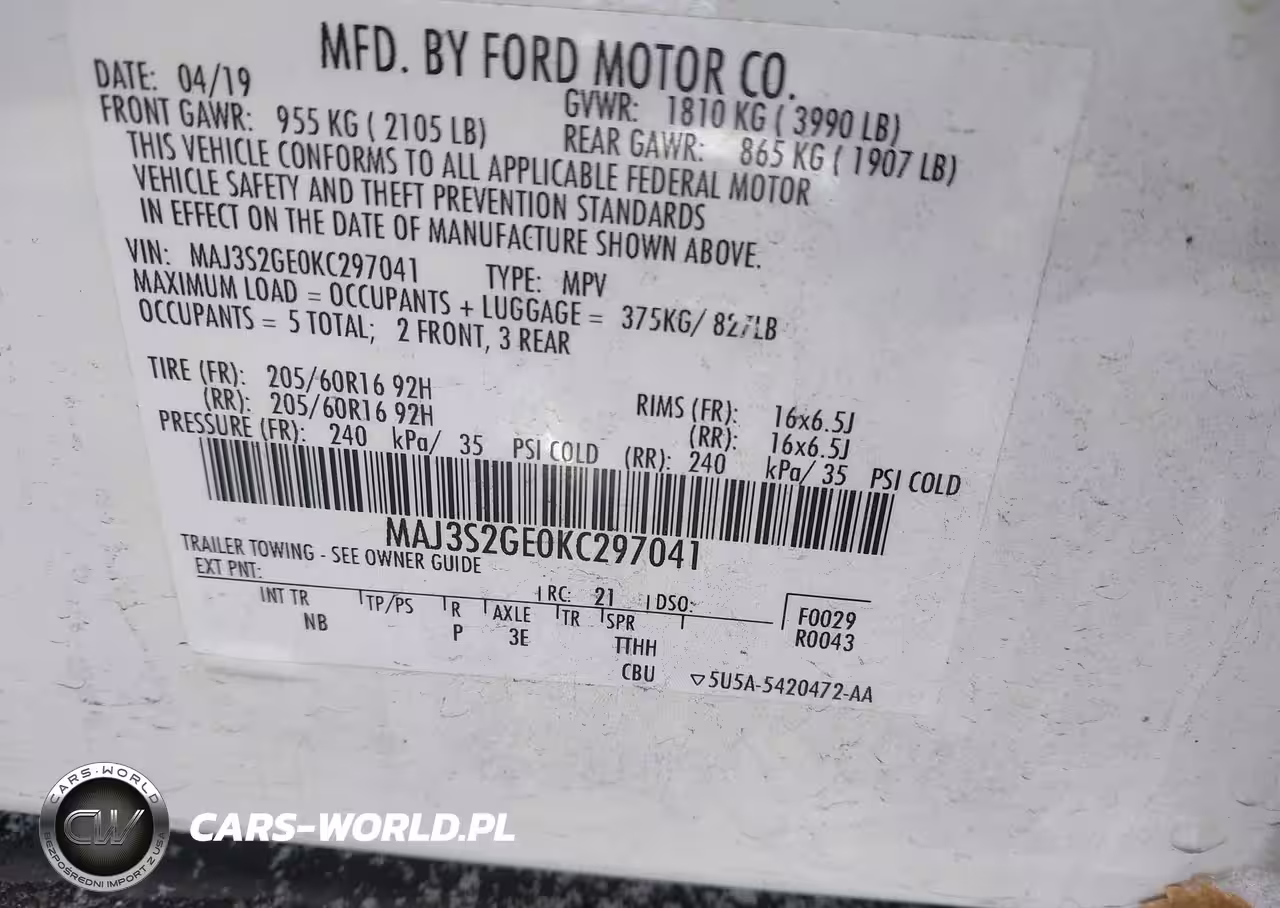 MFD. BY FORD MOTOR CO.
DATE: 04/19 GVWR: 1810 KG ( 3990 LB)
FRONT GAWR: 955 KG ( 2105 LB) REAR GAWR: 865 KG ( 1907 LB)
THIS VEHICLE CONFORMS TO ALL APPLICABLE FEDERAL MOTOR
VEHICLE SAFETY AND THEFT PREVENTION STANDARDS
IN EFFECT ON THE DATE OF MANUFACTURE SHOWN ABOVE.
VIN: MAJ3S2GE0KC297041 TYPE: MPV
MAXIMUM LOAD = OCCUPANTS + LUGGAGE = 375KG/ 827LB
OCCUPANTS = 5 TOTAL; 2 FRONT, 3 REAR
TIRE (FR): 205/60R16 92H RIMS (FR): 16x6.5J
(RR): 205/60R16 92H (RR): 16x6.5J
PRESSURE (FR): 240 kPa/ 35 PSI COLD (RR): 240 kPa/ 35 PSI COLD
MAJ3S2GE0KC297041
TRAILER TOWING - SEE OWNER GUIDE
EXT PNT: RC: 21 DSO:
INT TR TP/PS R AXLE TR SPR F0029
NB P 3E TTHH R0043
CBU ▽5U5A-5420472-AA
CARS-WORLD
CW
BEZPOŚREDNI IMPORT Z USA
CARS-WORLD.PL